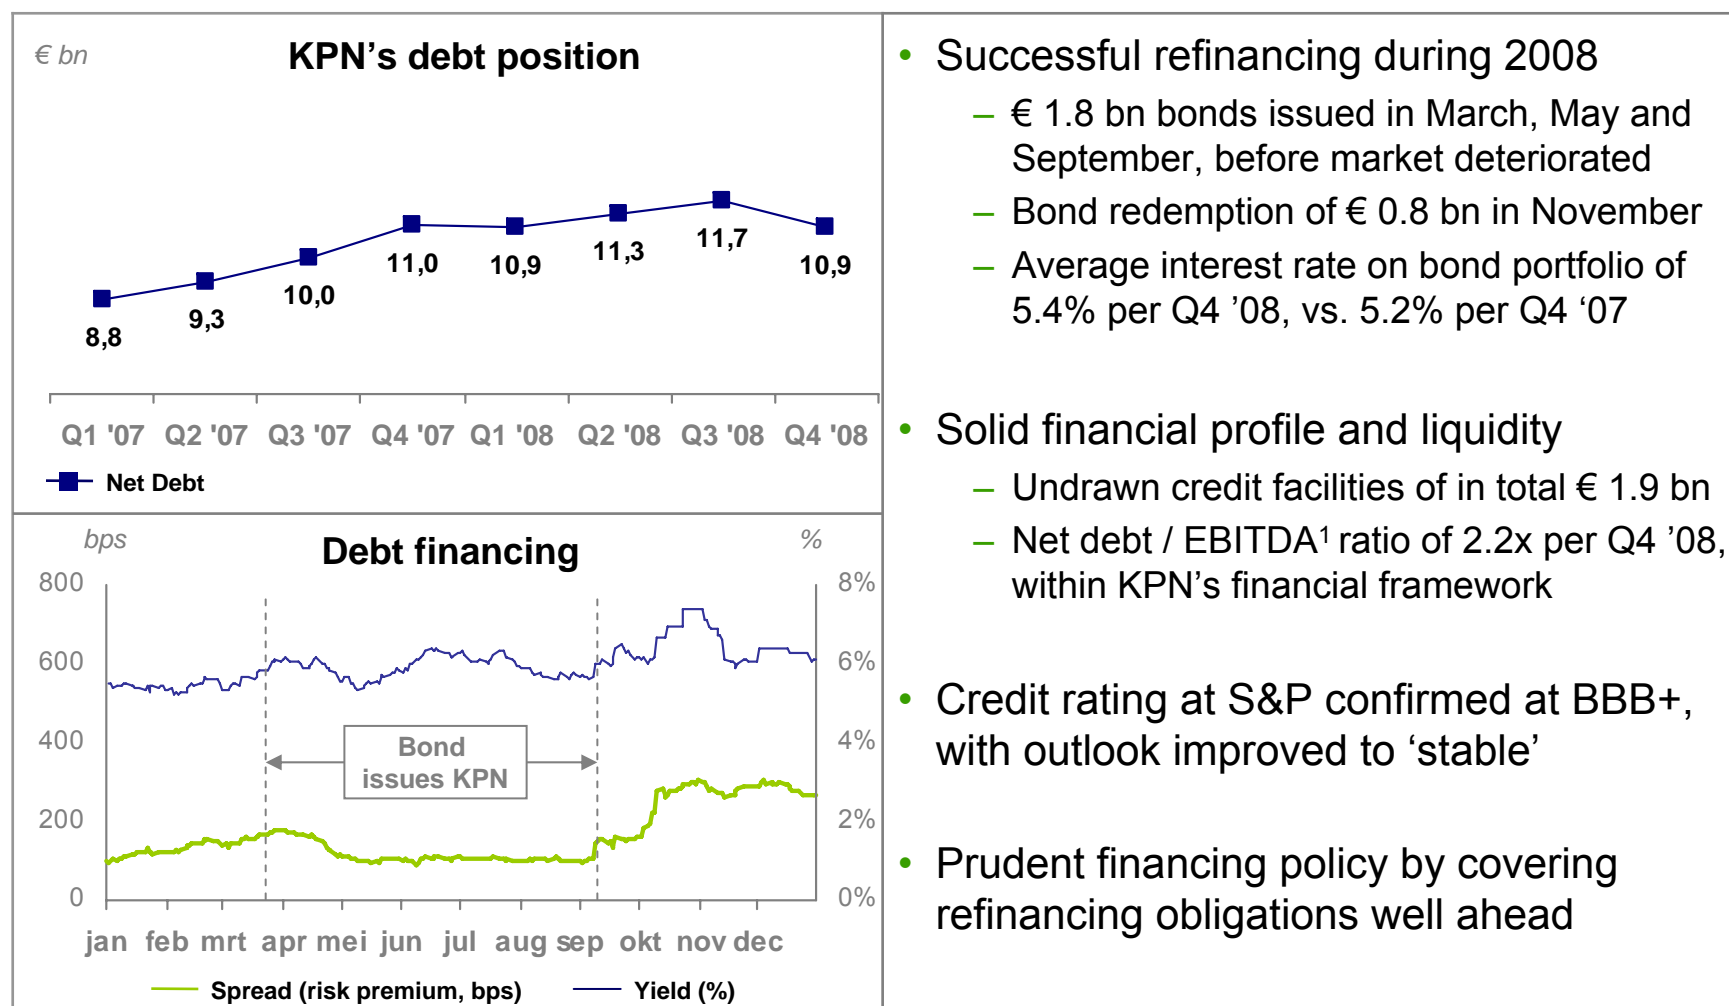 € bn
KPN’s debt position
8,8
9,3
10,0
11,0
10,9
11,3
11,7
10,9
Q1 '07 Q2 '07 Q3 '07 Q4 '07 Q1 '08 Q2 '08 Q3 '08 Q4 '08
Net Debt
bps
Debt financing
%
800
600
400
200
0
8%
6%
4%
2%
0%
Bond
issues KPN
jan feb mrt apr mei jun jul aug sep okt nov dec
Spread (risk premium, bps) Yield (%)
• Successful refinancing during 2008
– € 1.8 bn bonds issued in March, May and
September, before market deteriorated
– Bond redemption of € 0.8 bn in November
– Average interest rate on bond portfolio of
5.4% per Q4 ’08, vs. 5.2% per Q4 ‘07
• Solid financial profile and liquidity
– Undrawn credit facilities of in total € 1.9 bn
– Net debt / EBITDA¹ ratio of 2.2x per Q4 ’08,
within KPN’s financial framework
• Credit rating at S&P confirmed at BBB+,
with outlook improved to ‘stable’
• Prudent financing policy by covering
refinancing obligations well ahead